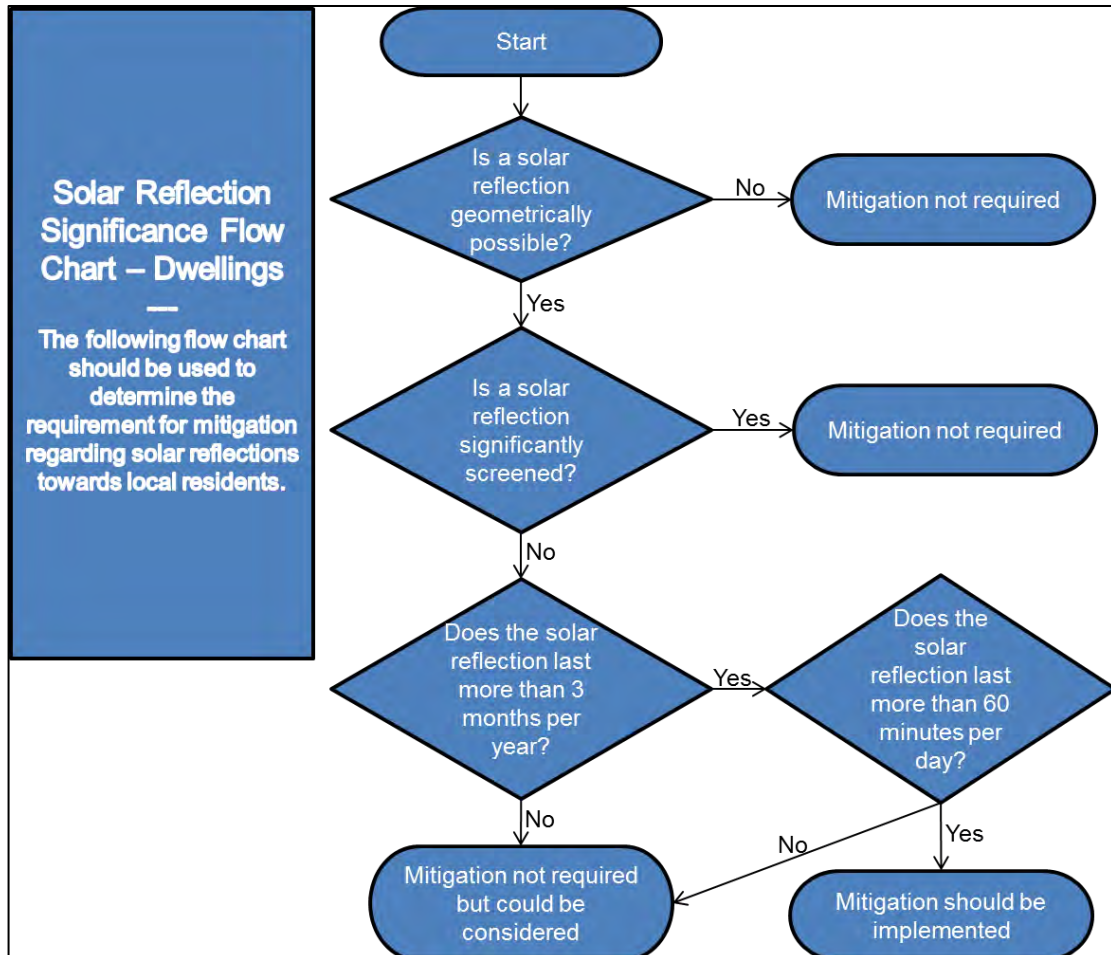 Solar Reflection
Significance Flow
Chart – Dwellings
—
The following flow chart
should be used to
determine the
requirement for mitigation
regarding solar reflections
towards local residents.
Start
Is a solar
reflection
geometrically
possible?
No
Mitigation not required
Yes
Is a solar
reflection
significantly
screened?
Yes
Mitigation not required
No
Does the solar
reflection last
more than 3
months per
year?
Yes
Does the
solar
reflection last
more than 60
minutes per
day?
No
No
Yes
Mitigation not required
but could be
considered
Mitigation should be
implemented